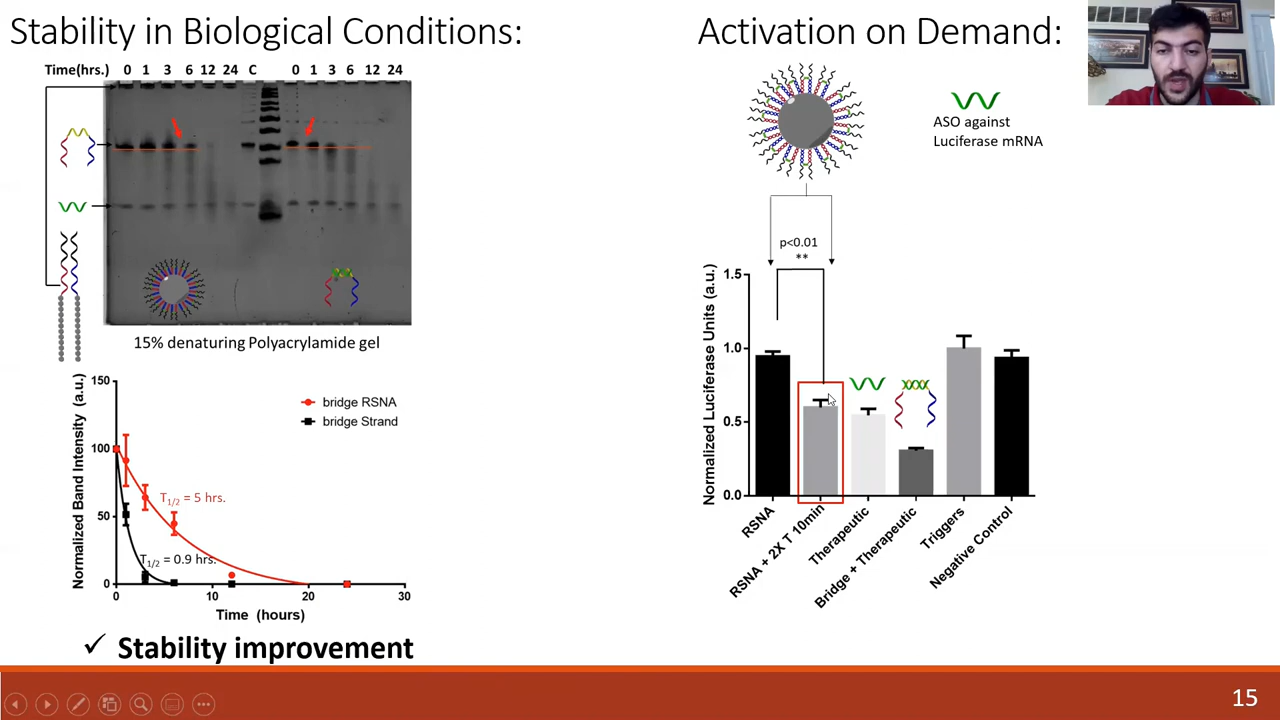 Stability in Biological Conditions:
Time(hrs.) 0 1 3 6 12 24 C 0 1 3 6 12 24
15% denaturing Polyacrylamide gel
Normalized Band Intensity (a.u.)
150
100
50
0
bridge RSNA
bridge Strand
T1/2 = 5 hrs.
T1/2 = 0.9 hrs.
0 10 20 30
Time (hours)
✓ Stability improvement
Activation on Demand:
ASO against
Luciferase mRNA
p<0.01
**
Normalized Luciferase Units (a.u.)
1.5
1.0
0.5
0.0
RSNA
RSNA + 2X T 10min
Therapeutic
Bridge + Therapeutic
Triggers
Negative Control
15